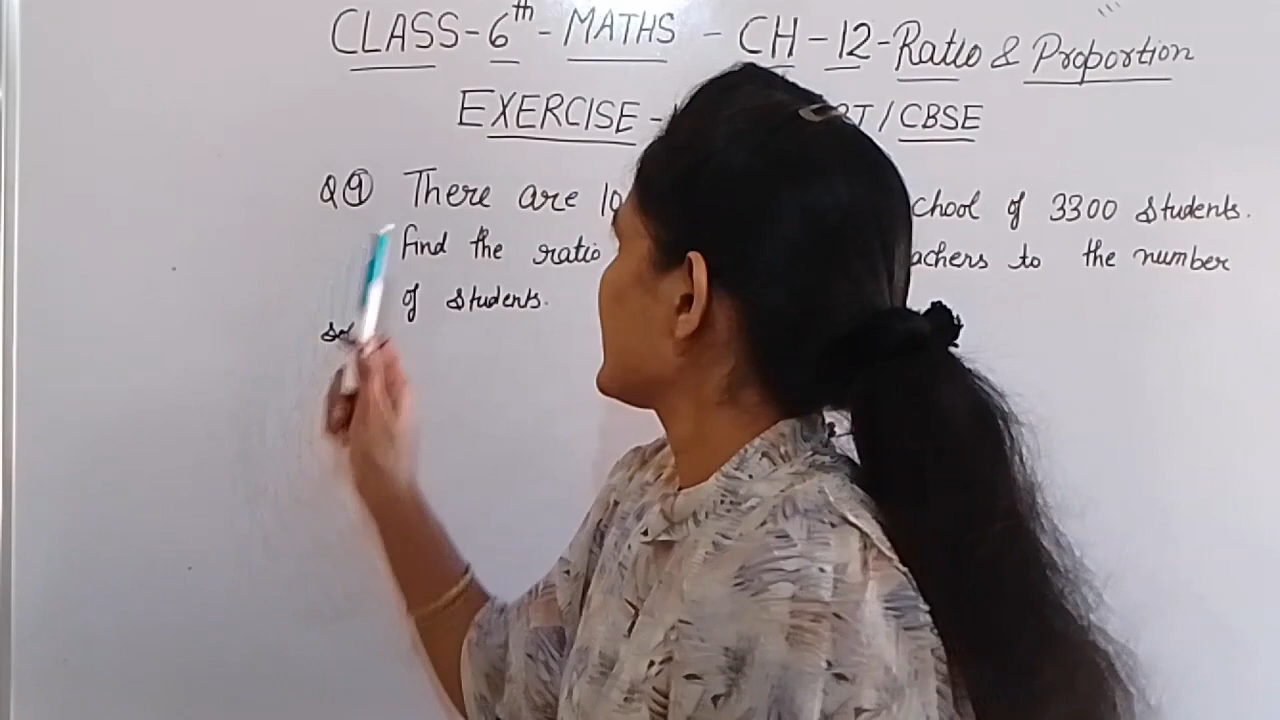 CLASS-6th-MATHS-CH-12-Ratio & Proportion
EXERCISE- /CBSE
Q9 There are chool of 3300 students.
find the ratio achers to the number
of students.